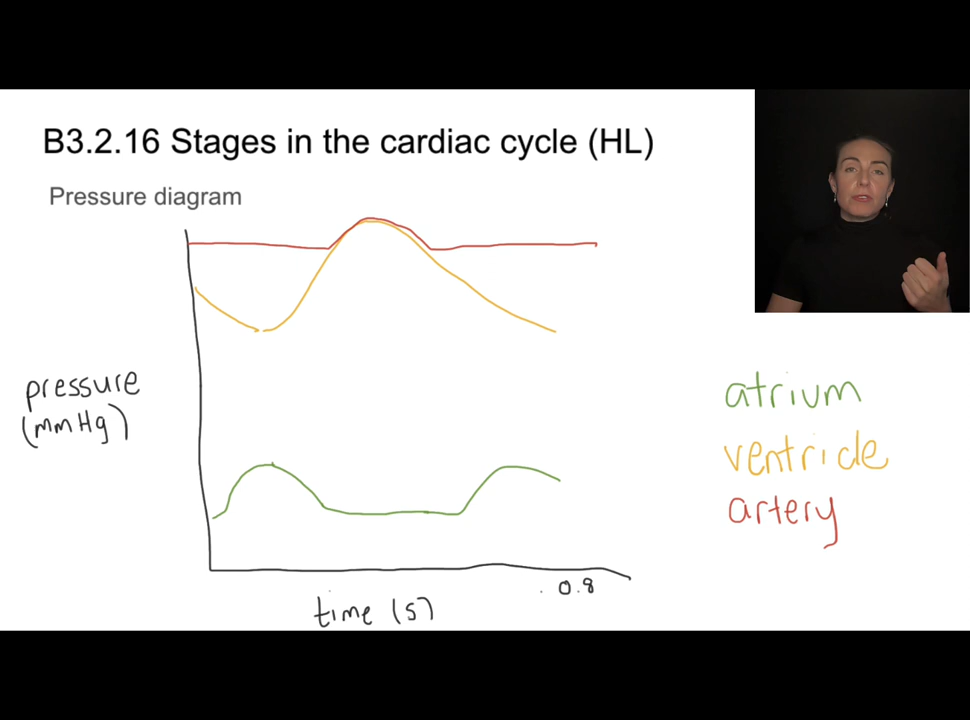 B3.2.16 Stages in the cardiac cycle (HL)
Pressure diagram
pressure
(mmHg)
atrium
ventricle
artery
0.8
time (s)